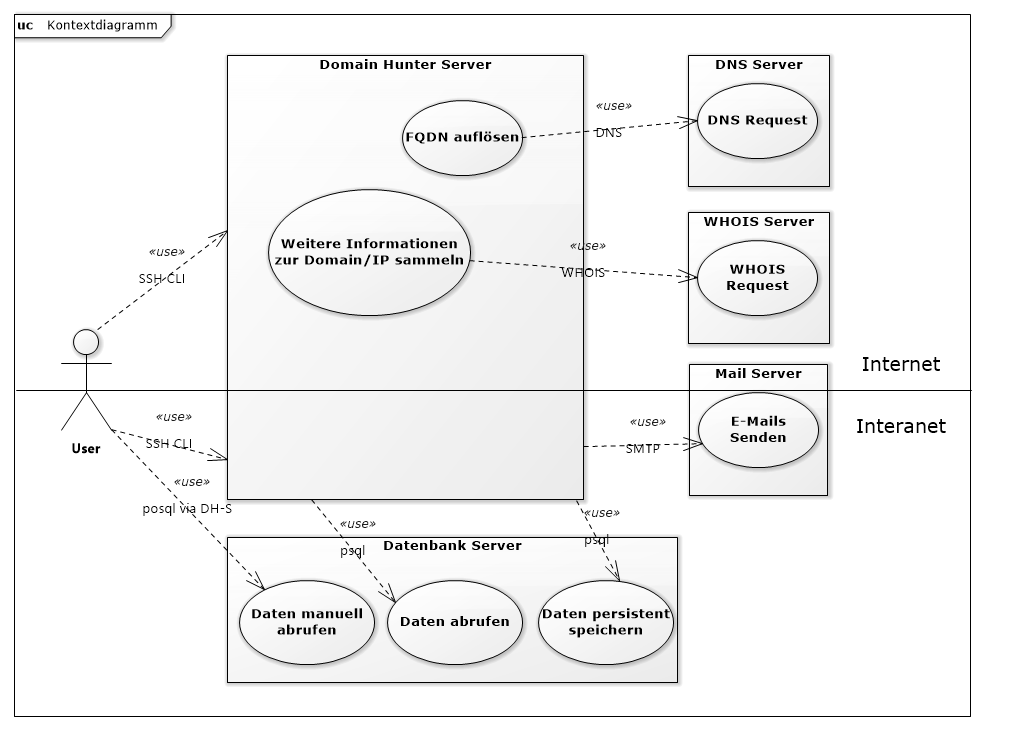 uc Kontextdiagramm
Domain Hunter Server
DNS Server
«use»
DNS
FQDN auflösen
DNS Request
WHOIS Server
«use»
SSH CLI
Weitere Informationen
zur Domain/IP sammeln
«use»
WHOIS
WHOIS
Request
Internet
Mail Server
Interanet
User
«use»
SSH CLI
«use»
SMTP
E-Mails
Senden
«use»
posql via DH-S
«use»
psql
«use»
psql
Datenbank Server
Daten manuell
abrufen
Daten abrufen
Daten persistent
speichern